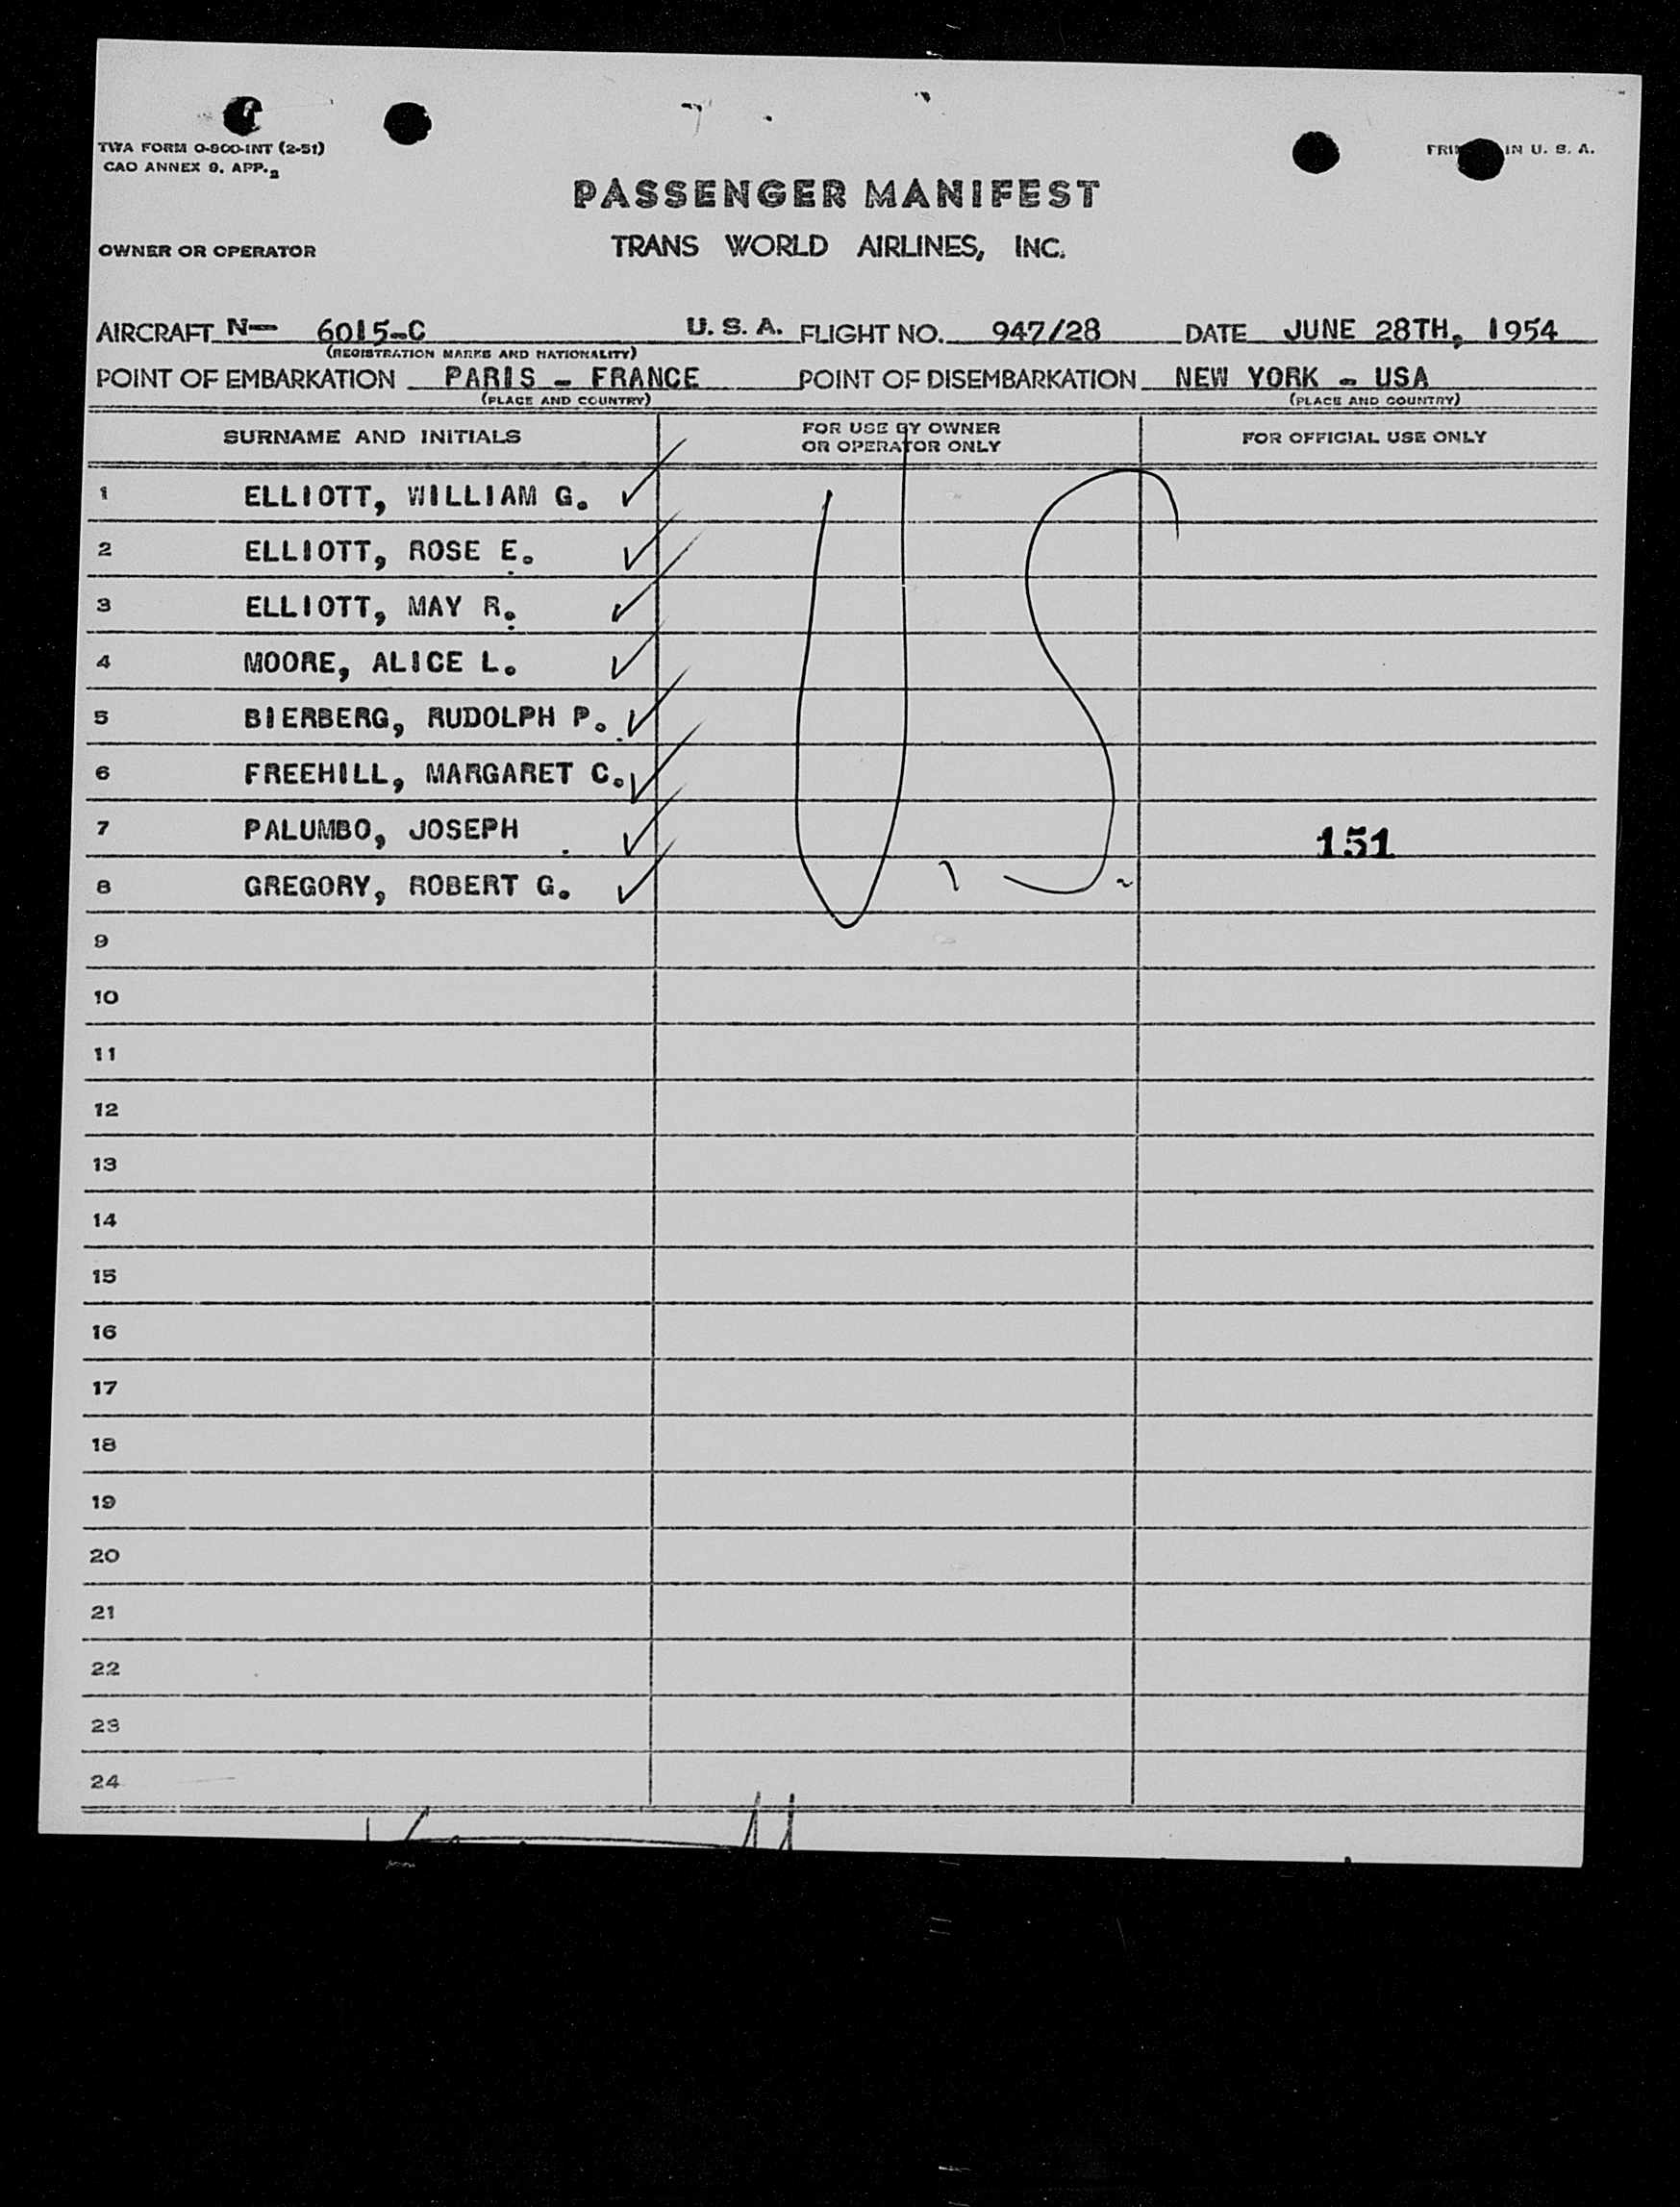 TWA FORM O-800-INT (2-51)
CAO ANNEX 9. APP. 2
IN U. S. A.
PASSENGER MANIFEST
OWNER OR OPERATOR TRANS WORLD AIRLINES, INC.
AIRCRAFT N— 6015-C U. S. A. FLIGHT NO. 947/28 DATE JUNE 28TH, 1954
(REGISTRATION MARKS AND NATIONALITY)
POINT OF EMBARKATION PARIS - FRANCE POINT OF DISEMBARKATION NEW YORK - USA
(PLACE AND COUNTRY) (PLACE AND COUNTRY)
SURNAME AND INITIALS FOR USE BY OWNER OR OPERATOR ONLY FOR OFFICIAL USE ONLY
1 ELLIOTT, WILLIAM G. ✓
2 ELLIOTT, ROSE E. ✓
3 ELLIOTT, MAY R. ✓
4 MOORE, ALICE L. ✓
5 BIERBERG, RUDOLPH P. ✓
6 FREEHILL, MARGARET C. ✓
7 PALUMBO, JOSEPH ✓ 151
8 GREGORY, ROBERT G. ✓
U.S.
9
10
11
12
13
14
15
16
17
18
19
20
21
22
23
24